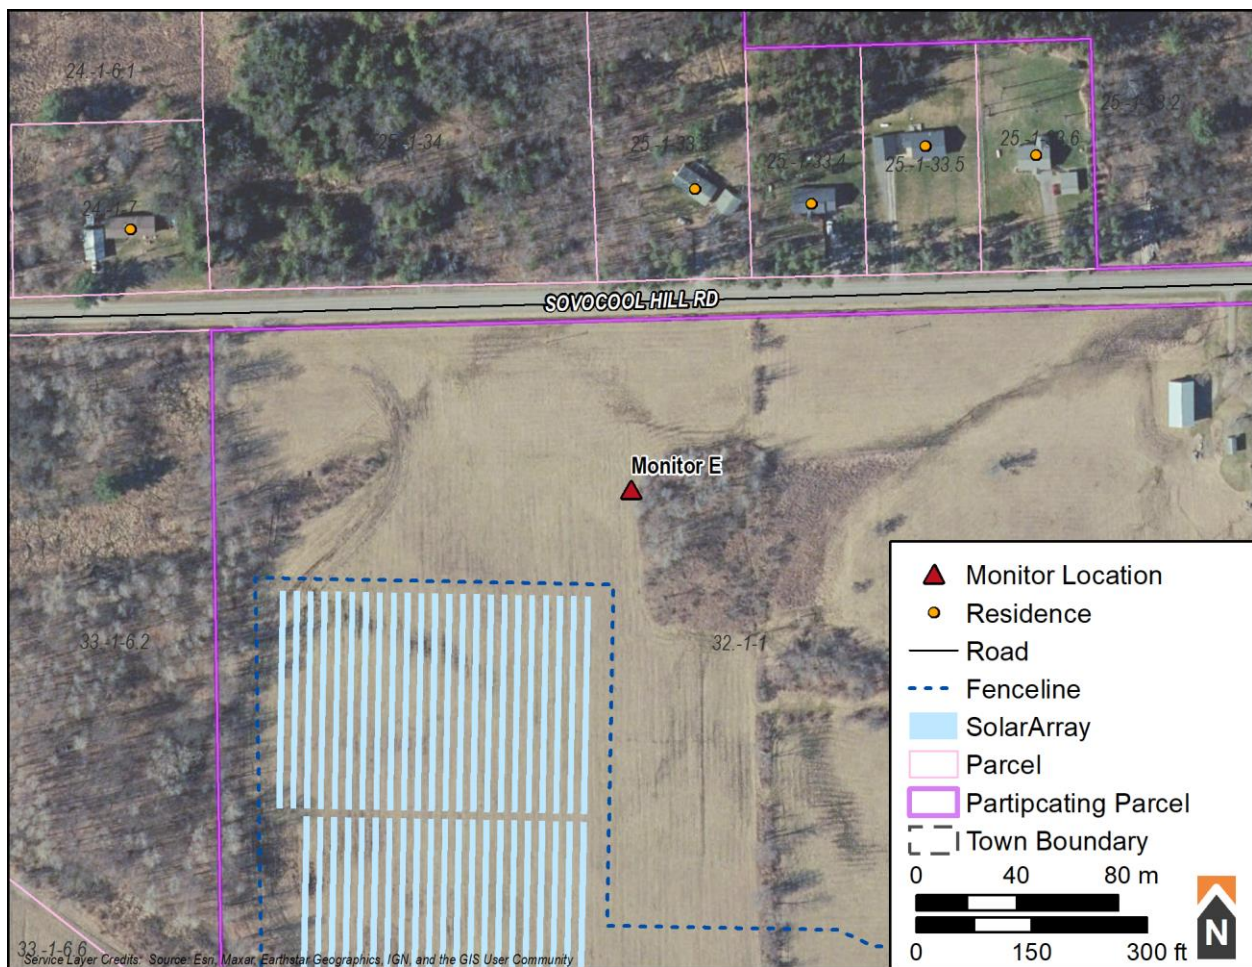 24.-1-6.1
25.-1-34
25.-1-33.3
25.-1-33.4
25.-1-33.5
25.-1-33.6
25.-1-33.2
24.-1-7
SOVOCOOL HILL RD
Monitor E
33.-1-6.2
32.-1-1
33.-1-6.6
Monitor Location
Residence
Road
Fenceline
SolarArray
Parcel
Partipcating Parcel
Town Boundary
0 40 80 m
0 150 300 ft
N
Service Layer Credits: Source: Esri, Maxar, Earthstar Geographics, IGN, and the GIS User Community